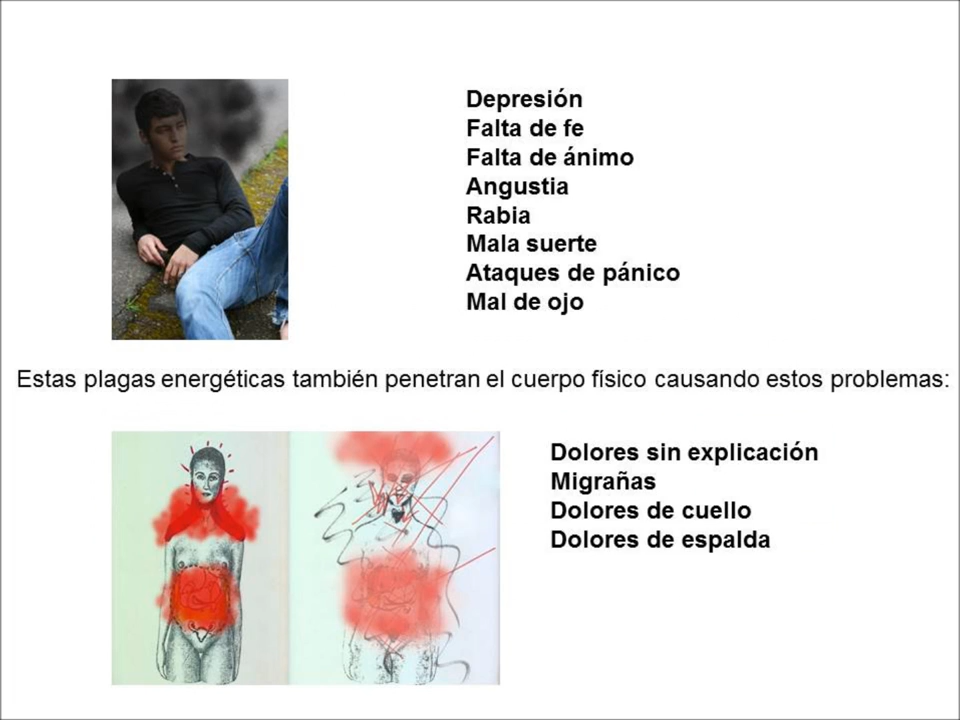 Depresión
Falta de fe
Falta de ánimo
Angustia
Rabia
Mala suerte
Ataques de pánico
Mal de ojo
Estas plagas energéticas también penetran el cuerpo físico causando estos problemas:
Dolores sin explicación
Migrañas
Dolores de cuello
Dolores de espalda